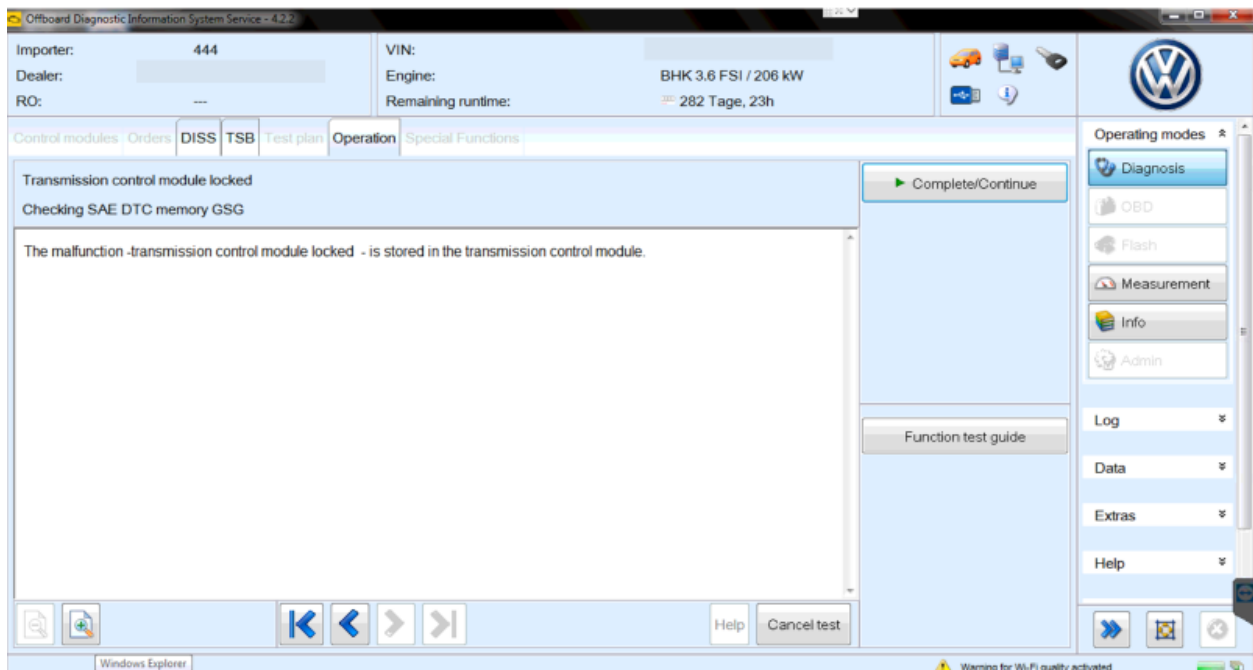 Offboard Diagnostic Information System Service - 4.2.2
Importer: 444
Dealer:
RO: ---
VIN:
Engine: BHK 3.6 FSI / 206 kW
Remaining runtime: 282 Tage, 23h
Control modules Orders DISS TSB Test plan Operation Special Functions
Transmission control module locked
Checking SAE DTC memory GSG
The malfunction -transmission control module locked - is stored in the transmission control module.
Complete/Continue
Function test guide
Operating modes
Diagnosis
OBD
Flash
Measurement
Info
Admin
Log
Data
Extras
Help
Help Cancel test
Windows Explorer
Warning for Wi-Fi quality activated